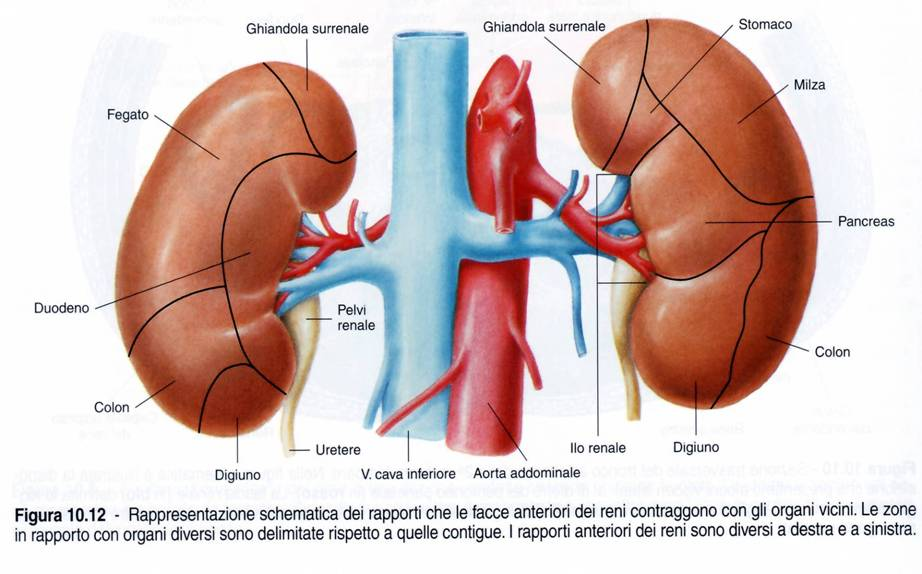 Ghiandola surrenale
Ghiandola surrenale
Stomaco
Fegato
Milza
Pancreas
Duodeno
Pelvi
renale
Colon
Colon
Uretere
Ilo renale
Digiuno
Digiuno
V. cava inferiore
Aorta addominale
Figura 10.12 - Rappresentazione schematica dei rapporti che le facce anteriori dei reni contraggono con gli organi vicini. Le zone
in rapporto con organi diversi sono delimitate rispetto a quelle contigue. I rapporti anteriori dei reni sono diversi a destra e a sinistra.